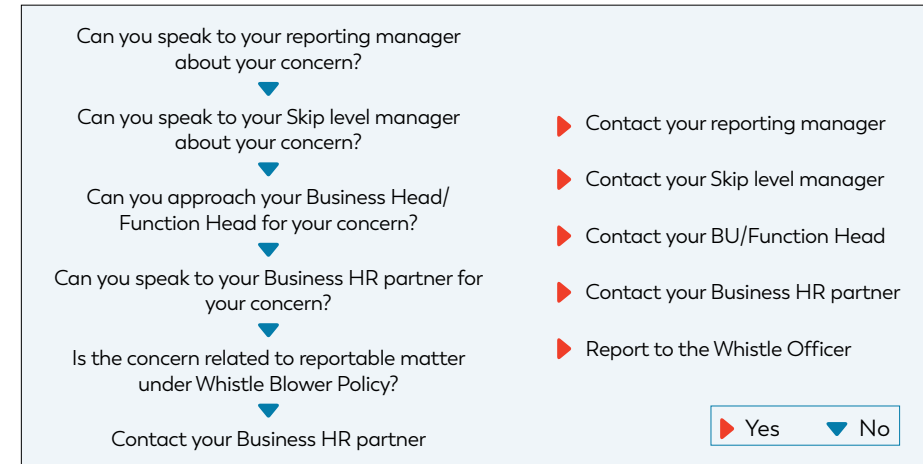 Can you speak to your reporting manager
about your concern?
Can you speak to your Skip level manager
about your concern?
Can you approach your Business Head/
Function Head for your concern?
Can you speak to your Business HR partner for
your concern?
Is the concern related to reportable matter
under Whistle Blower Policy?
Contact your Business HR partner
Contact your reporting manager
Contact your Skip level manager
Contact your BU/Function Head
Contact your Business HR partner
Report to the Whistle Officer
Yes No